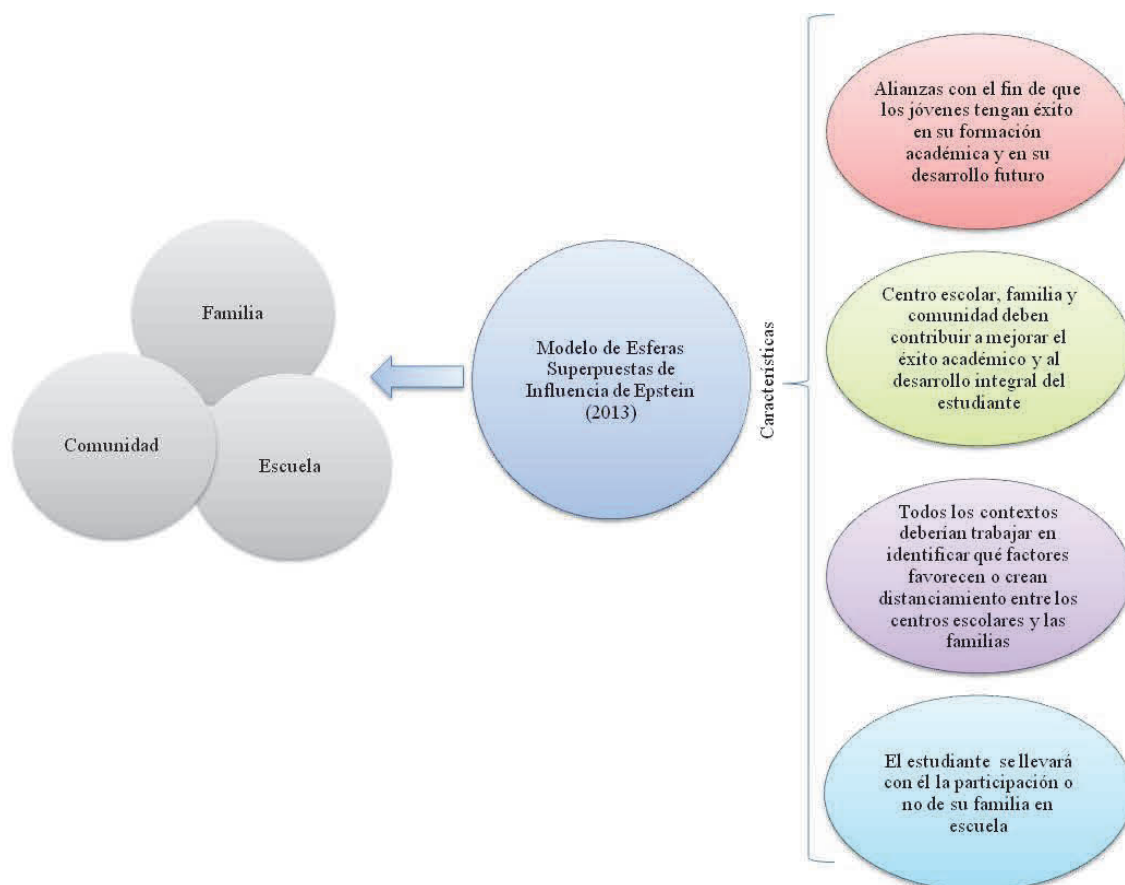 Familia
Comunidad
Escuela
Modelo de Esferas
Superpuestas de
Influencia de Epstein
(2013)
Características
Alianzas con el fin de que
los jóvenes tengan éxito
en su formación
académica y en su
desarrollo futuro
Centro escolar, familia y
comunidad deben
contribuir a mejorar el
éxito académico y al
desarrollo integral del
estudiante
Todos los contextos
deberían trabajar en
identificar qué factores
favorecen o crean
distanciamiento entre los
centros escolares y las
familias
El estudiante se llevará
con él la participación o
no de su familia en
escuela